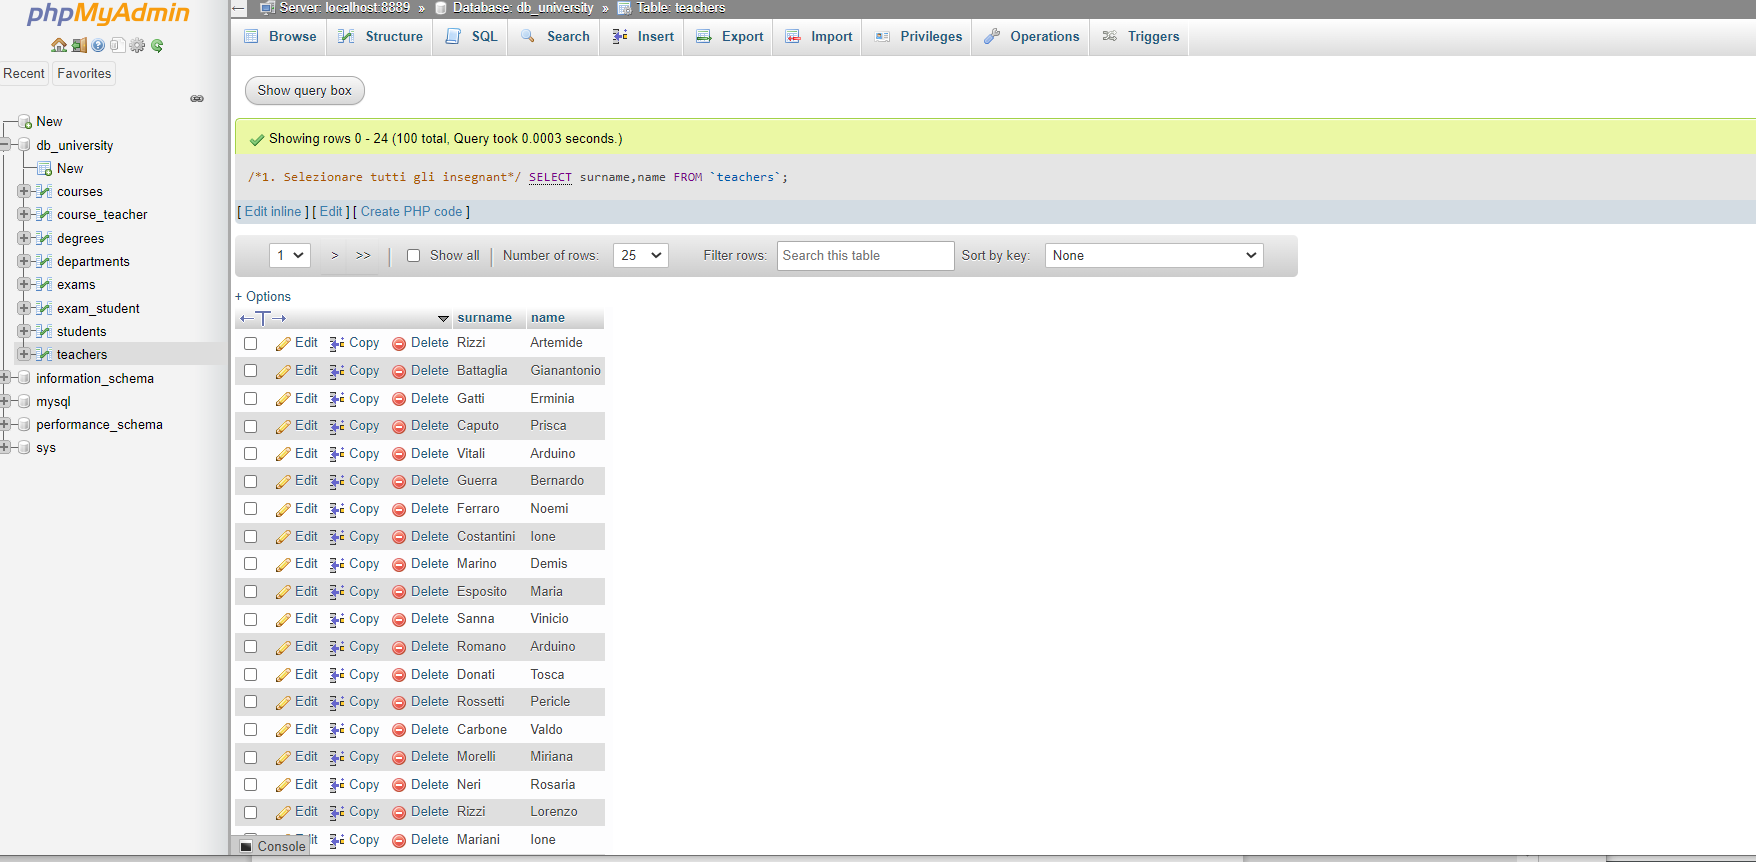 phpMyAdmin
Recent Favorites
New
db_university
New
courses
course_teacher
degrees
departments
exams
exam_student
students
teachers
information_schema
mysql
performance_schema
sys
Server: localhost:8889 » Database: db_university » Table: teachers
Browse Structure SQL Search Insert Export Import Privileges Operations Triggers
Show query box
Showing rows 0 - 24 (100 total, Query took 0.0003 seconds.)
/*1. Selezionare tutti gli insegnant*/ SELECT surname,name FROM `teachers`;
[ Edit inline ] [ Edit ] [ Create PHP code ]
1 > >> Show all Number of rows: 25 Filter rows: Search this table Sort by key: None
+ Options
←T→ surname name
Edit Copy Delete Rizzi Artemide
Edit Copy Delete Battaglia Gianantonio
Edit Copy Delete Gatti Erminia
Edit Copy Delete Caputo Prisca
Edit Copy Delete Vitali Arduino
Edit Copy Delete Guerra Bernardo
Edit Copy Delete Ferraro Noemi
Edit Copy Delete Costantini Ione
Edit Copy Delete Marino Demis
Edit Copy Delete Esposito Maria
Edit Copy Delete Sanna Vinicio
Edit Copy Delete Romano Arduino
Edit Copy Delete Donati Tosca
Edit Copy Delete Rossetti Pericle
Edit Copy Delete Carbone Valdo
Edit Copy Delete Morelli Miriana
Edit Copy Delete Neri Rosaria
Edit Copy Delete Rizzi Lorenzo
Copy Delete Mariani Ione
Console